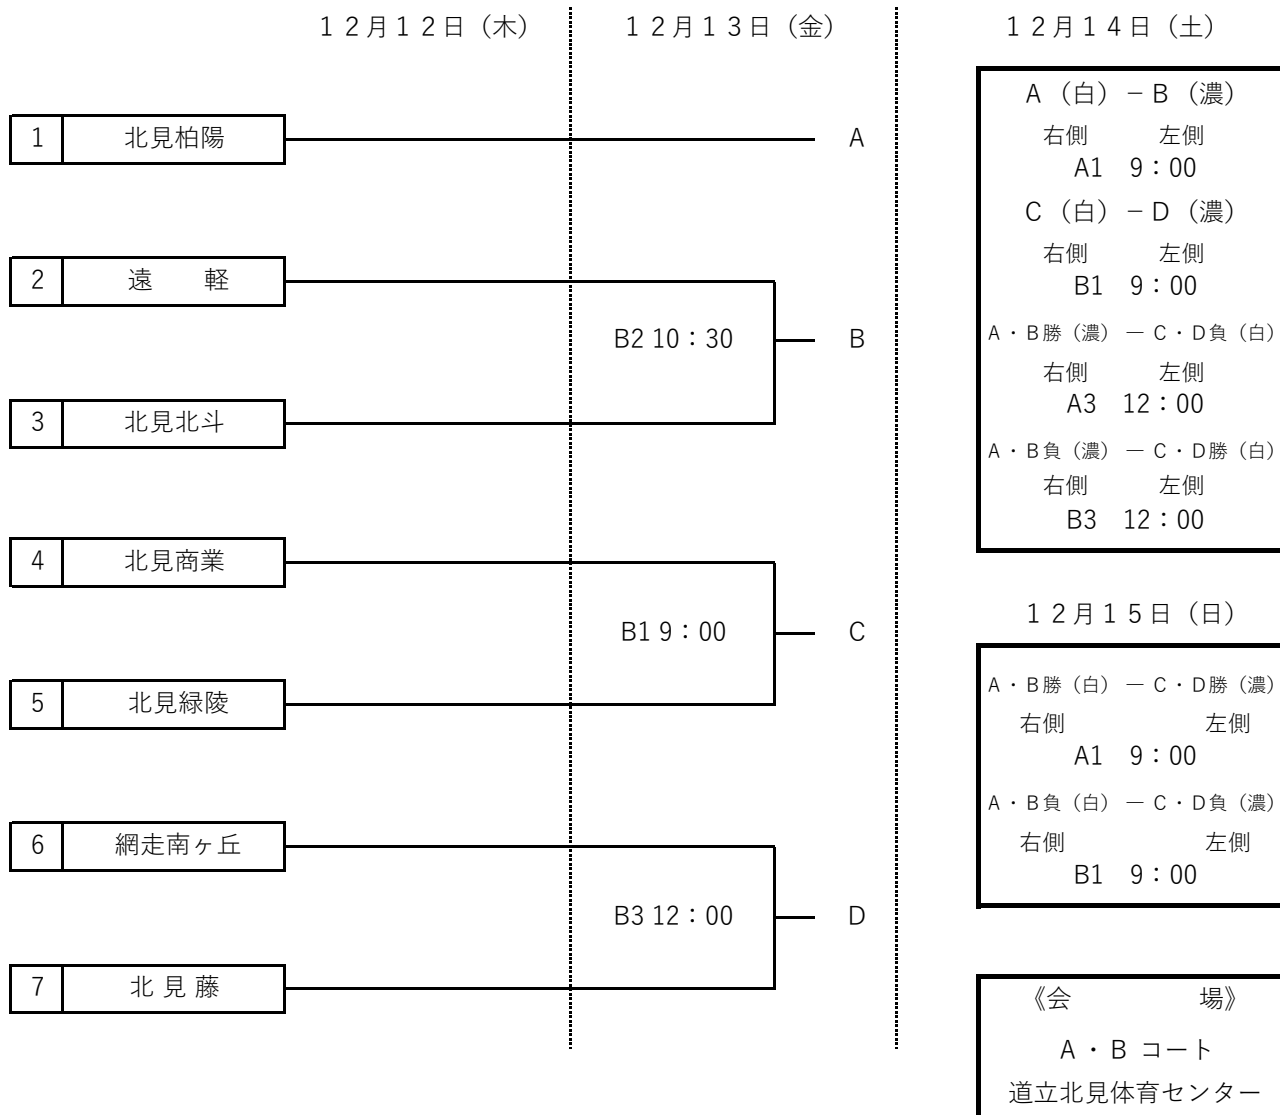 １２月１２日（木）
１２月１３日（金）
１２月１４日（土）
1 北見柏陽
A
2 遠 軽
B2 10：30
B
3 北見北斗
4 北見商業
B1 9：00
C
5 北見緑陵
6 網走南ヶ丘
B3 12：00
D
7 北 見 藤
A（白）－B（濃）
右側 左側
A1 9：00
C（白）－D（濃）
右側 左側
B1 9：00
A・B勝（濃）― C・D負（白）
右側 左側
A3 12：00
A・B負（濃）― C・D勝（白）
右側 左側
B3 12：00
１２月１５日（日）
A・B勝（白）― C・D勝（濃）
右側 左側
A1 9：00
A・B負（白）― C・D負（濃）
右側 左側
B1 9：00
《会 場》
A・B コート
道立北見体育センター